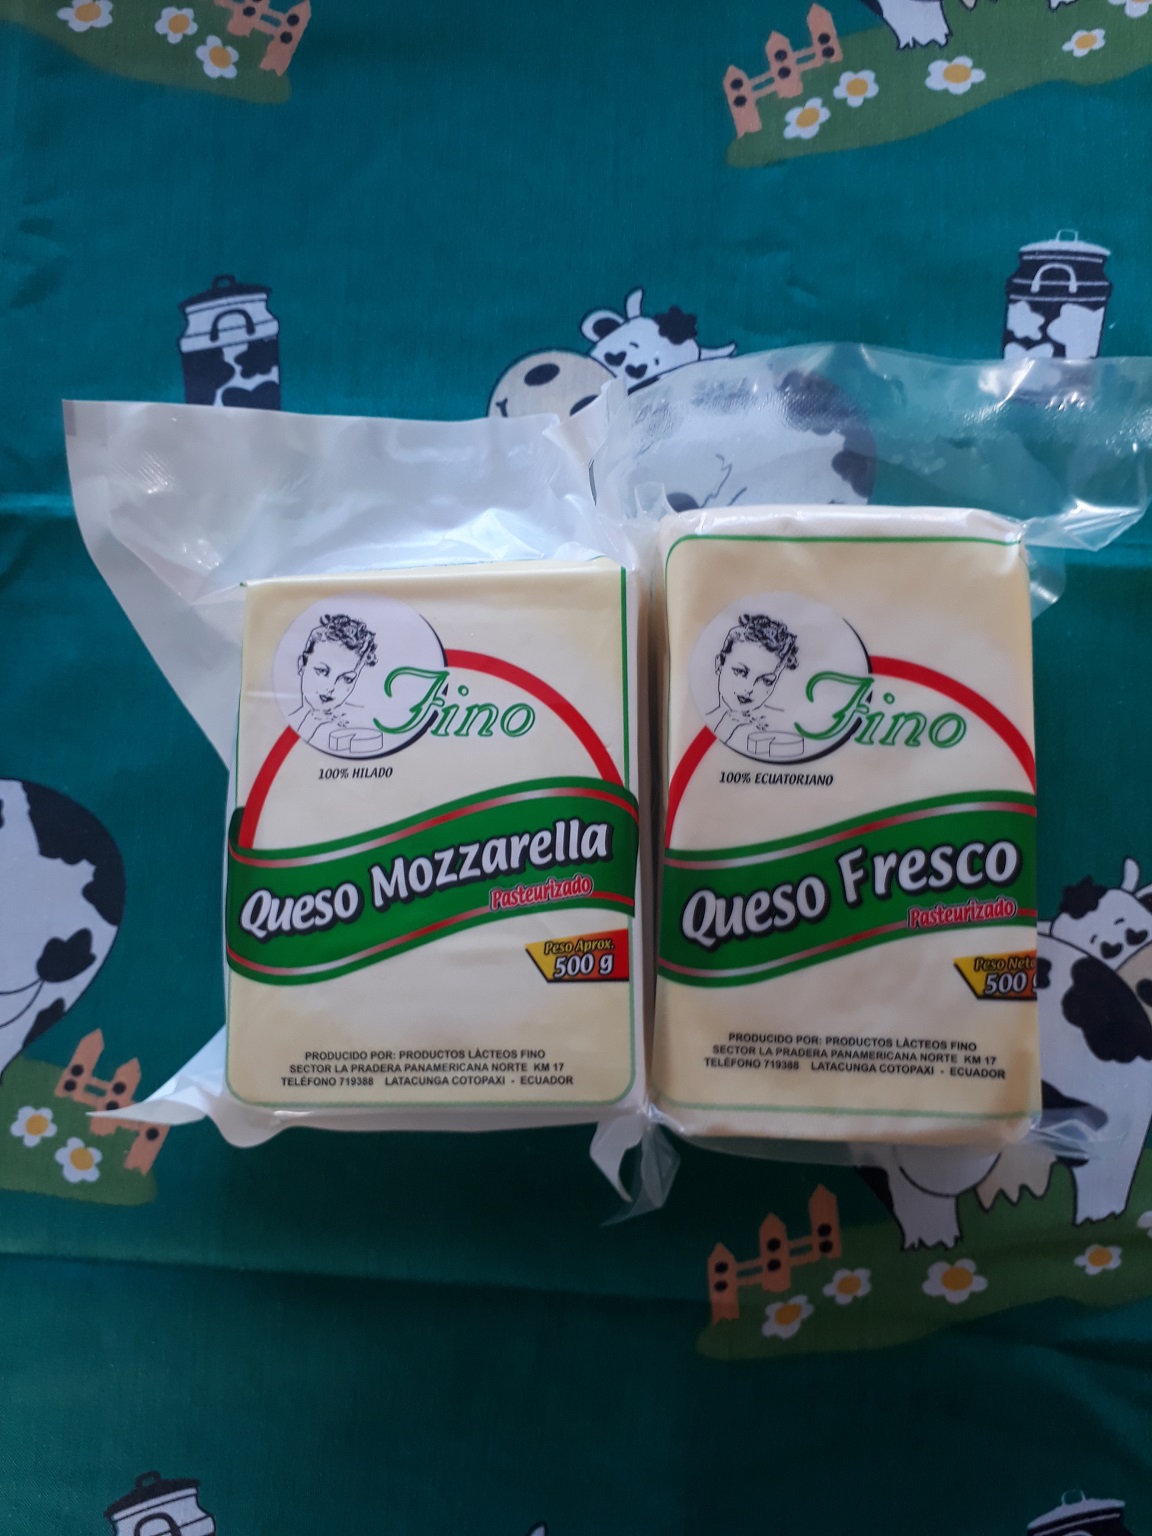 Fino
100% HILADO
Queso Mozzarella
Pasteurizado
Peso Aprox.
500 g
PRODUCIDO POR: PRODUCTOS LÀCTEOS FINO
SECTOR LA PRADERA PANAMERICANA NORTE KM 17
TELÉFONO 719388 LATACUNGA COTOPAXI - ECUADOR
Fino
100% ECUATORIANO
Queso Fresco
Pasteurizado
Peso Neto
500 g
PRODUCIDO POR: PRODUCTOS LÀCTEOS FINO
SECTOR LA PRADERA PANAMERICANA NORTE KM 17
TELÉFONO 719388 LATACUNGA COTOPAXI - ECUADOR